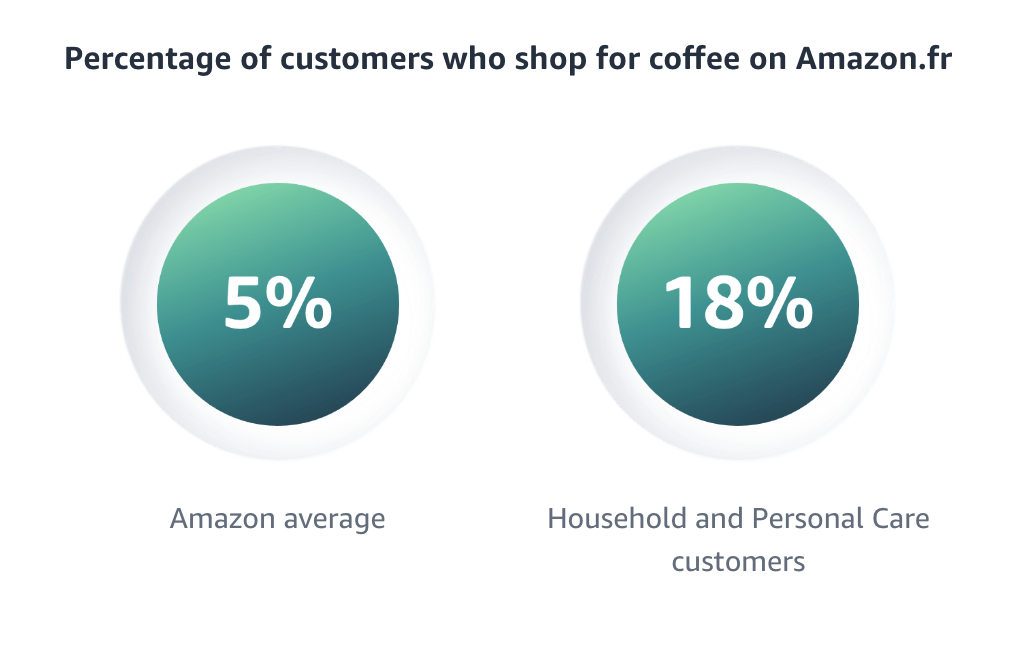 Percentage of customers who shop for coffee on Amazon.fr
5%
18%
Amazon average
Household and Personal Care
customers